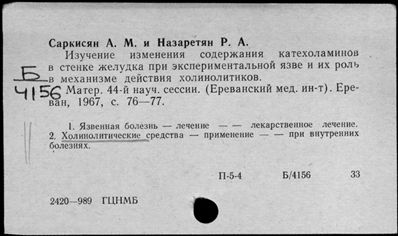 Саркисян А. М. и Назаретян Р. А.
Изучение изменения содержания катехоламинов
в стенке желудка при экспериментальной язве и их роль
в механизме действия холинолитиков.
Б
4156
Матер. 44-й науч. сессии. (Ереванский мед. ин-т). Ере-
ван, 1967, с. 76—77.
1. Язвенная болезнь — лечение — — лекарственное лечение.
2. Холинолитические средства — применение — — при внутренних
болезнях.
П-5-4 Б/4156 33
2420—989 ГЦНМБ